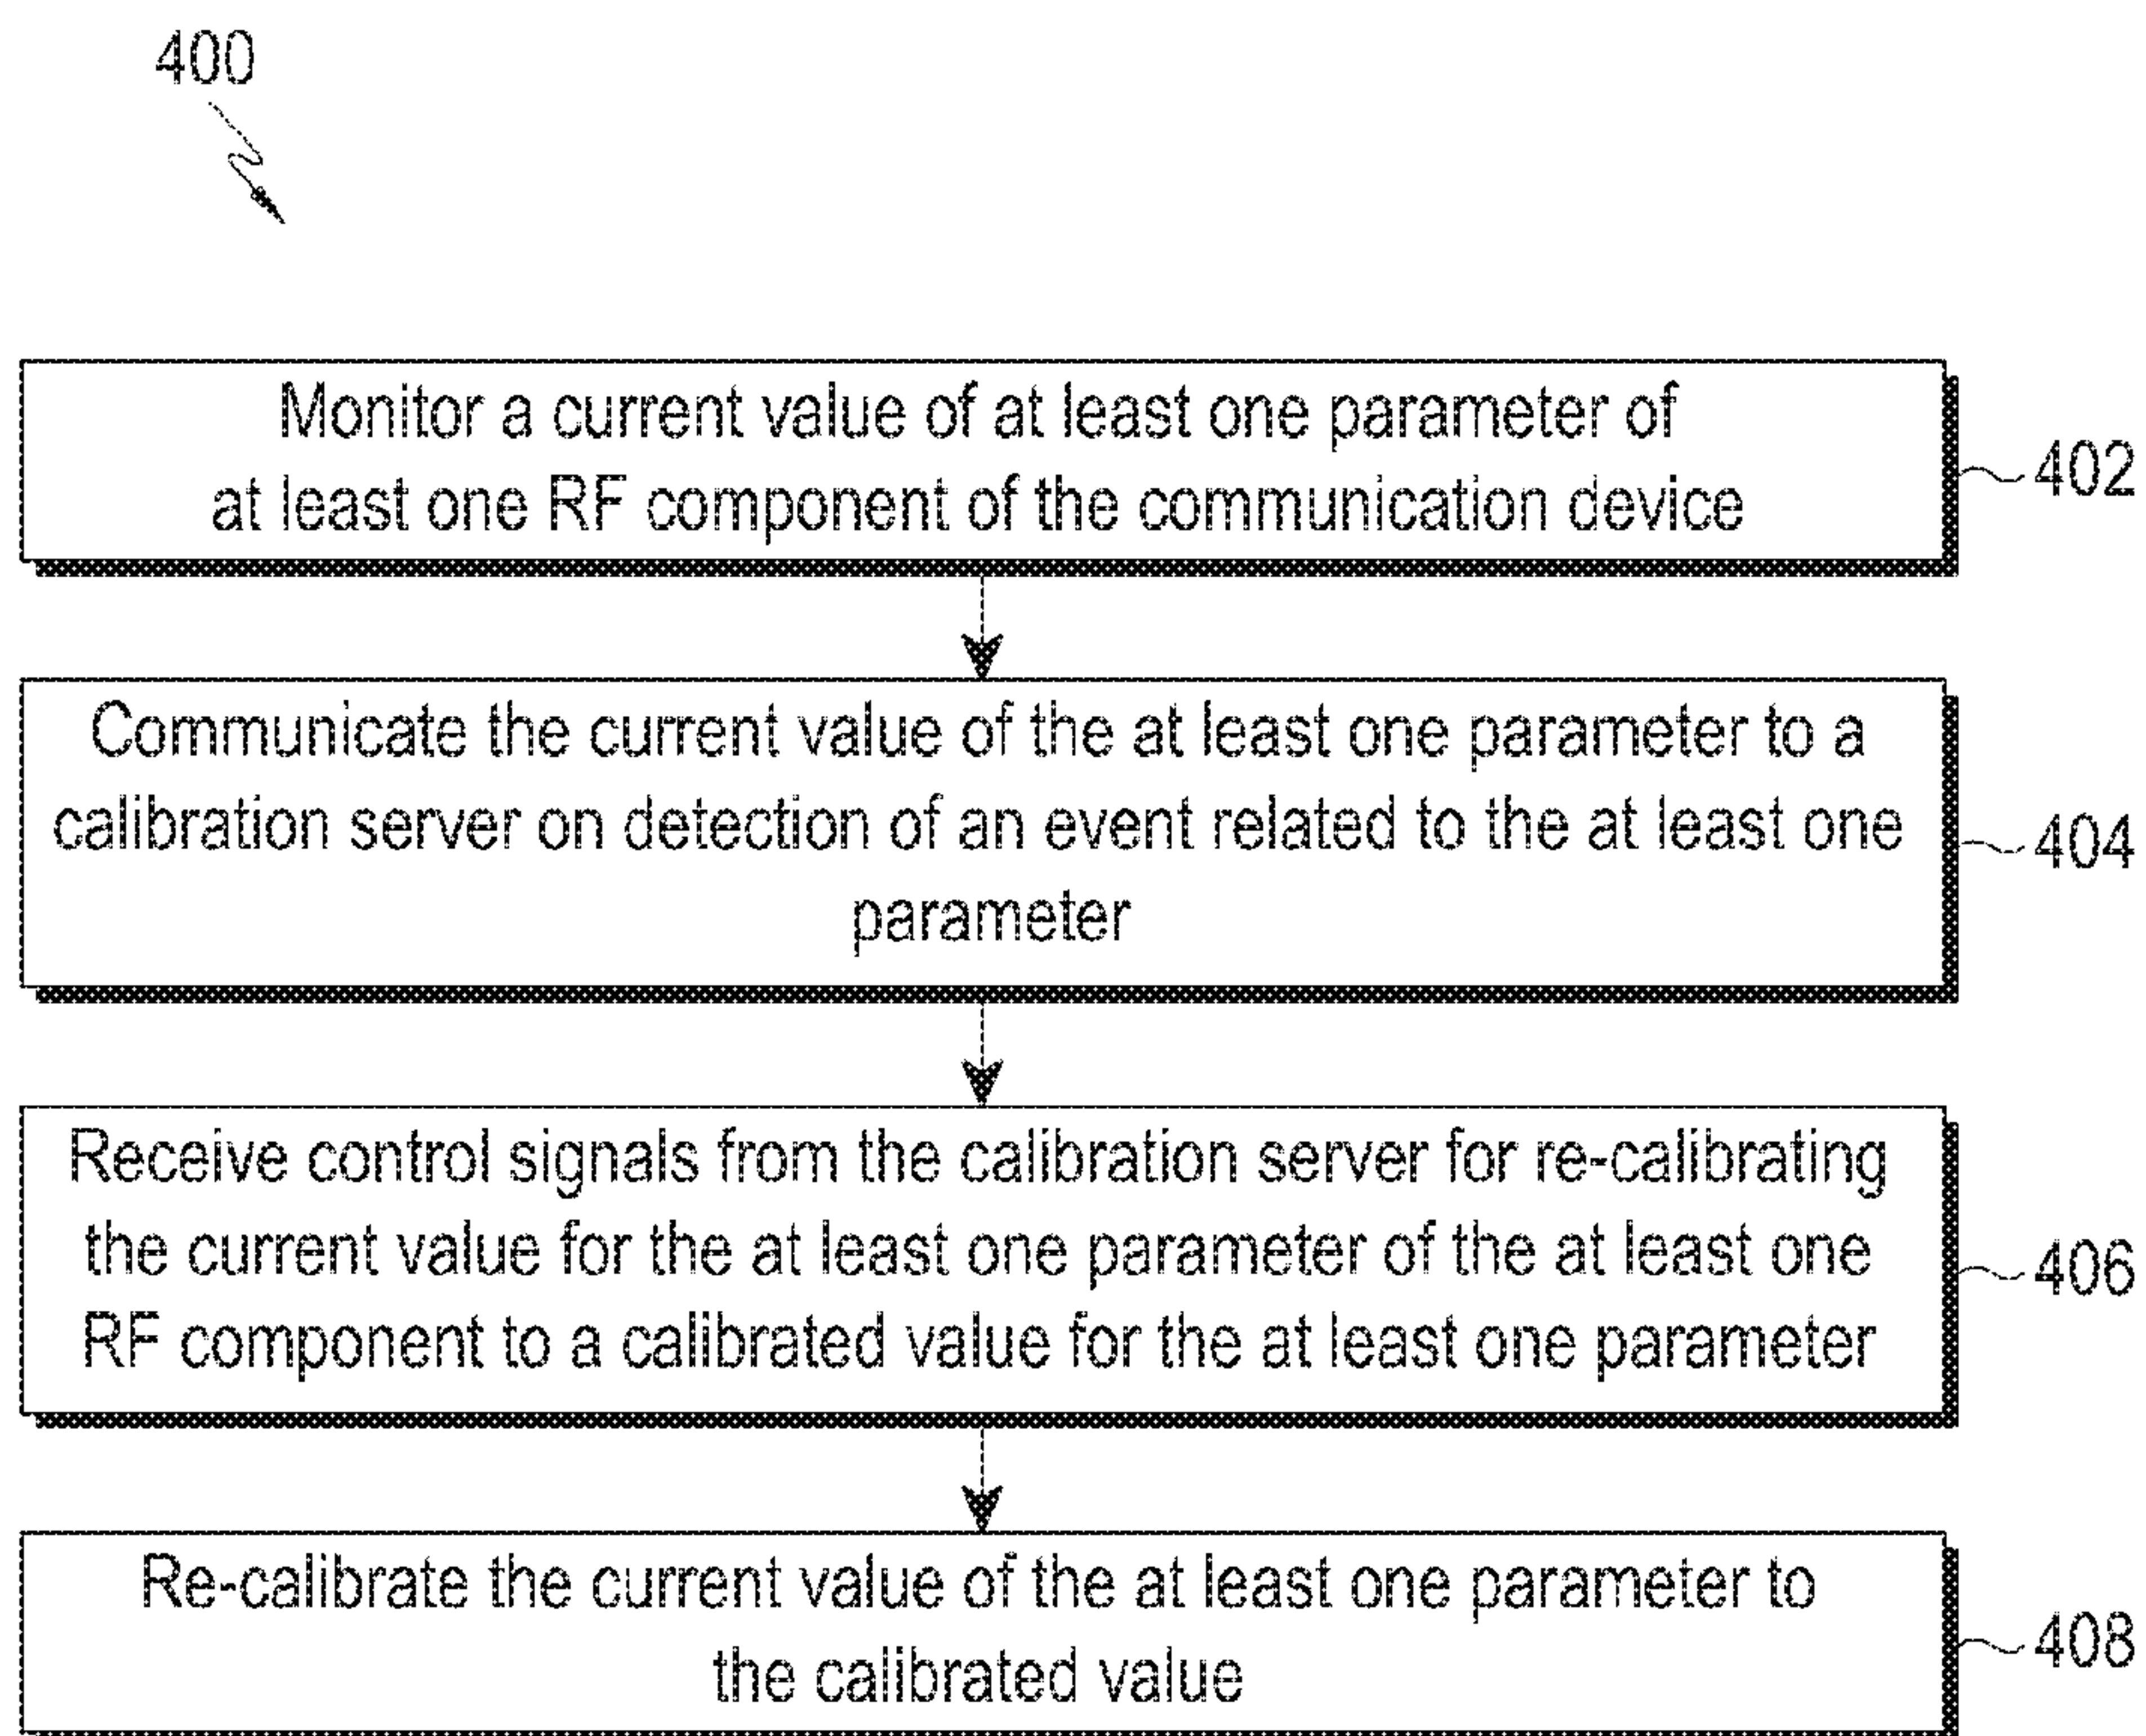 400
Monitor a current value of at least one parameter of
at least one RF component of the communication device
402
Communicate the current value of the at least one parameter to a
calibration server on detection of an event related to the at least one
parameter
404
Receive control signals from the calibration server for re-calibrating
the current value for the at least one parameter of the at least one
RF component to a calibrated value for the at least one parameter
406
Re-calibrate the current value of the at least one parameter to
the calibrated value
408